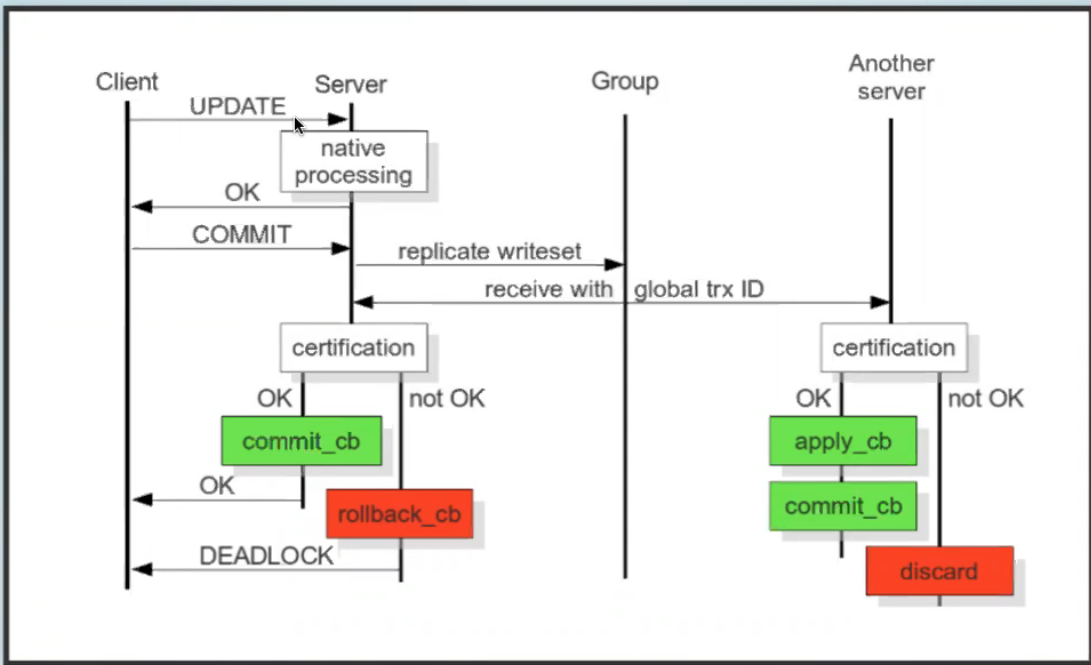 Client
Server
Group
Another
server
UPDATE
native
processing
OK
COMMIT
replicate writeset
receive with global trx ID
certification
certification
OK
not OK
OK
not OK
commit_cb
apply_cb
OK
rollback_cb
commit_cb
DEADLOCK
discard